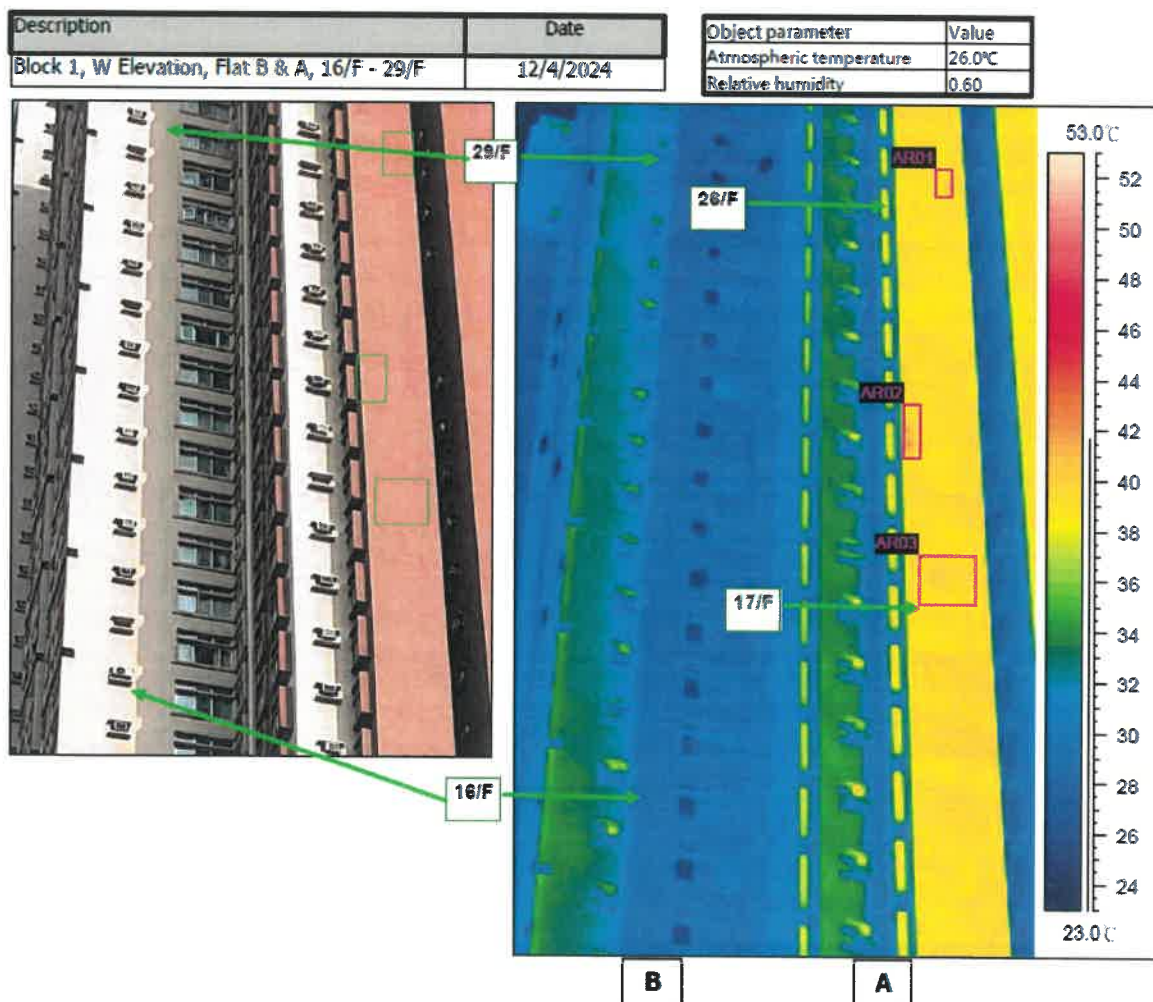 Description Date
Block 1, W Elevation, Flat B & A, 16/F - 29/F 12/4/2024
Object parameter Value
Atmospheric temperature 26.0℃
Relative humidity 0.60
29/F
26/F
17/F
16/F
AR01
AR02
AR03
53.0℃
52
50
48
46
44
42
40
38
36
34
32
30
28
26
24
23.0℃
B
A